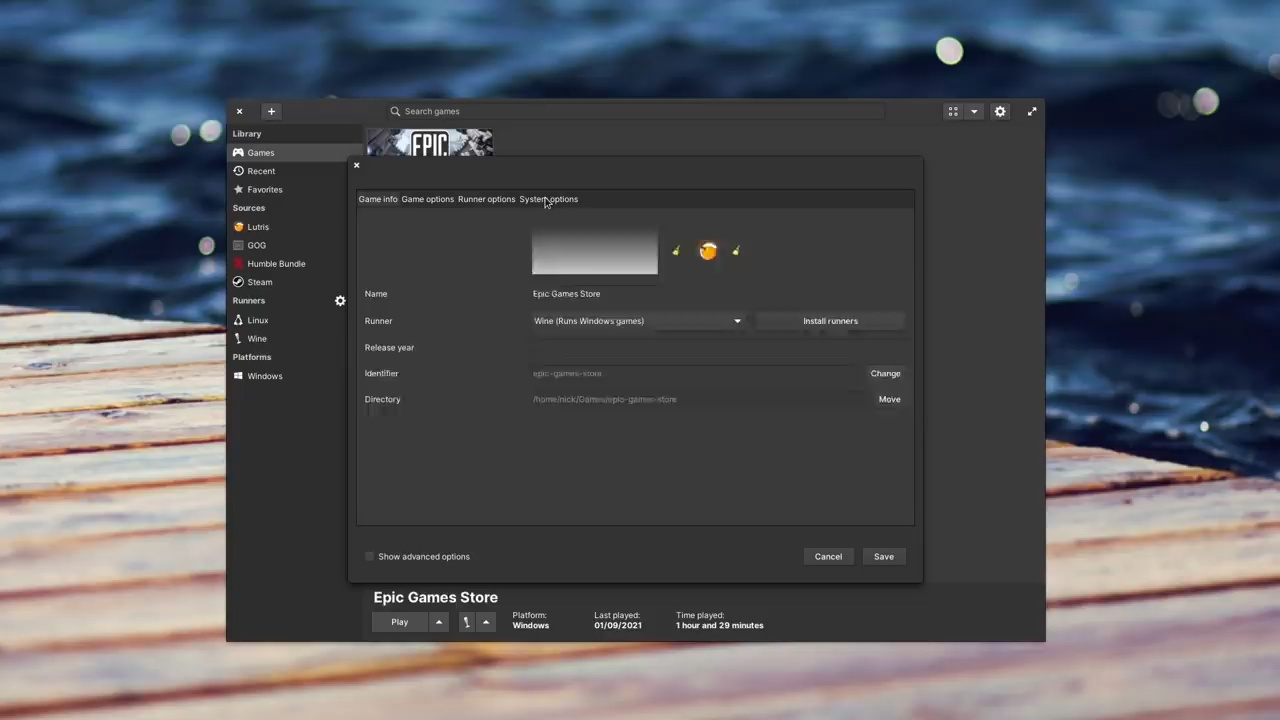 Search games
Library
Games
Recent
Favorites
Sources
Lutris
GOG
Humble Bundle
Steam
Runners
Linux
Wine
Platforms
Windows
EPIC
Game info Game options Runner options System options
Name Epic Games Store
Runner Wine (Runs Windows games) Install runners
Release year
Identifier epic-games-store Change
Directory /home/nick/Games/epic-games-store Move
Show advanced options Cancel Save
Epic Games Store
Play
Platform: Last played: Time played:
Windows 01/09/2021 1 hour and 29 minutes